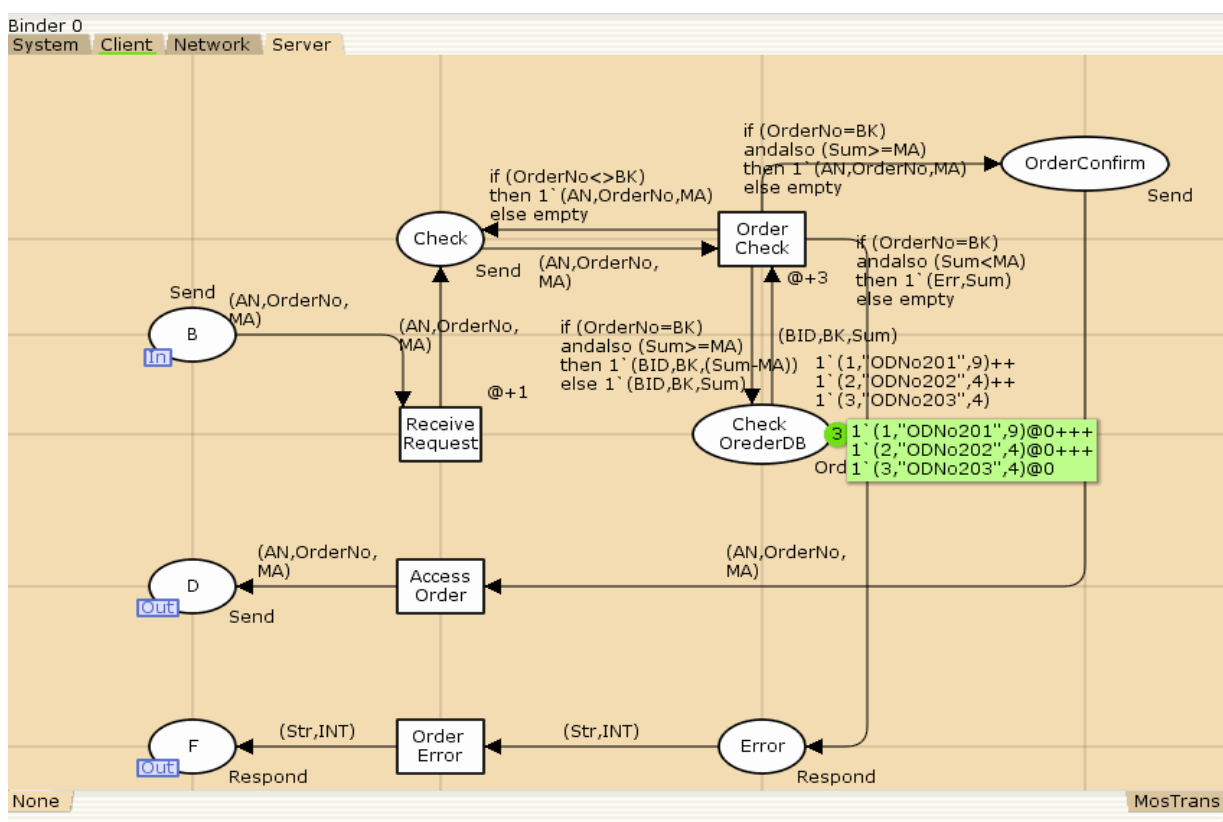 Binder 0
System Client Network Server
if (OrderNo=BK)
andalso (Sum>=MA)
then 1`(AN,OrderNo,MA)
else empty
OrderConfirm
Send
if (OrderNo<>BK)
then 1`(AN,OrderNo,MA)
else empty
Check
Send
(AN,OrderNo,
MA)
Order
Check
@+3
if (OrderNo=BK)
andalso (Sum<MA)
then 1`(Err,Sum)
else empty
Send
(AN,OrderNo,
MA)
B
In
(AN,OrderNo,
MA)
if (OrderNo=BK)
andalso (Sum>=MA)
then 1`(BID,BK,(Sum-MA))
else 1`(BID,BK,Sum)
(BID,BK,Sum)
1`(1,"ODNo201",9)++
1`(2,"ODNo202",4)++
1`(3,"ODNo203",4)
@+1
Receive
Request
Check
OrederDB
3
1`(1,"ODNo201",9)@0+++
1`(2,"ODNo202",4)@0+++
1`(3,"ODNo203",4)@0
Ord
(AN,OrderNo,
MA)
(AN,OrderNo,
MA)
D
Out
Send
Access
Order
(Str,INT)
(Str,INT)
F
Out
Respond
Order
Error
Error
Respond
None
MosTrans